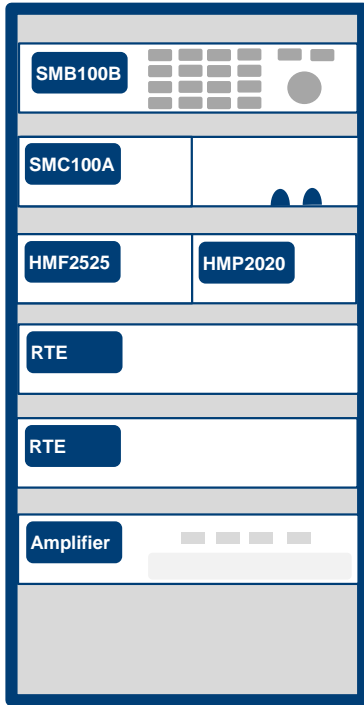 SMB100B
SMC100A
HMF2525
HMP2020
RTE
RTE
Amplifier